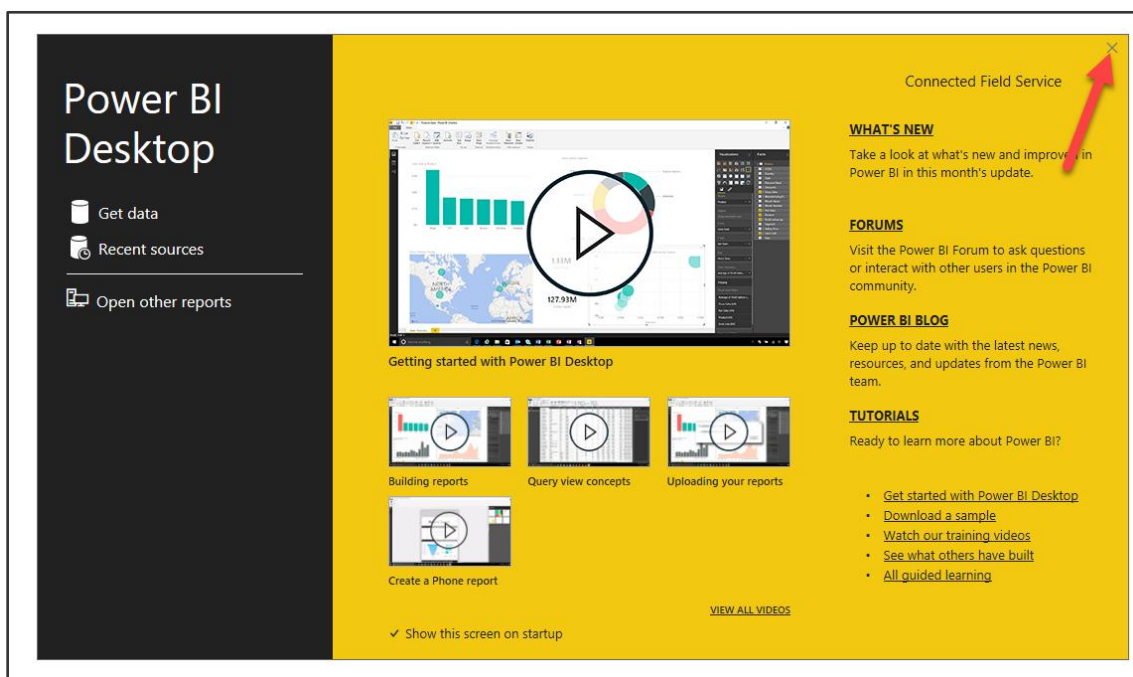 Power BI
Desktop
Get data
Recent sources
Open other reports
Connected Field Service
1.13M
127.93M
NORTH
AMERICA
Getting started with Power BI Desktop
Building reports
Query view concepts
Uploading your reports
Create a Phone report
VIEW ALL VIDEOS
Show this screen on startup
WHAT'S NEW
Take a look at what's new and improved in
Power BI in this month's update.
FORUMS
Visit the Power BI Forum to ask questions
or interact with other users in the Power BI
community.
POWER BI BLOG
Keep up to date with the latest news,
resources, and updates from the Power BI
team.
TUTORIALS
Ready to learn more about Power BI?
• Get started with Power BI Desktop
• Download a sample
• Watch our training videos
• See what others have built
• All guided learning